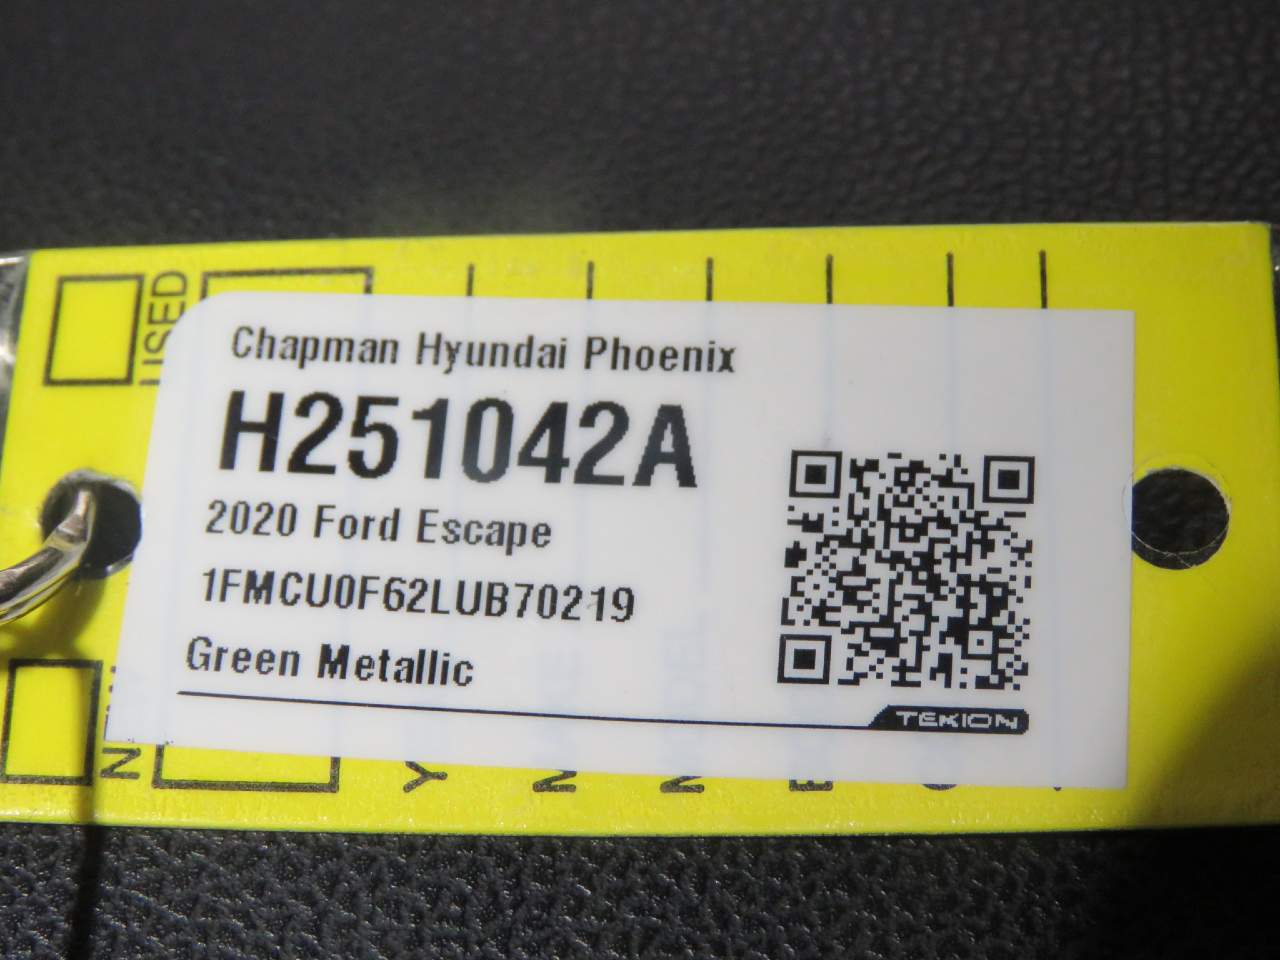 USED
Chapman Hyundai Phoenix
H251042A
2020 Ford Escape
1FMCU0F62LUB70219
Green Metallic
TEKION